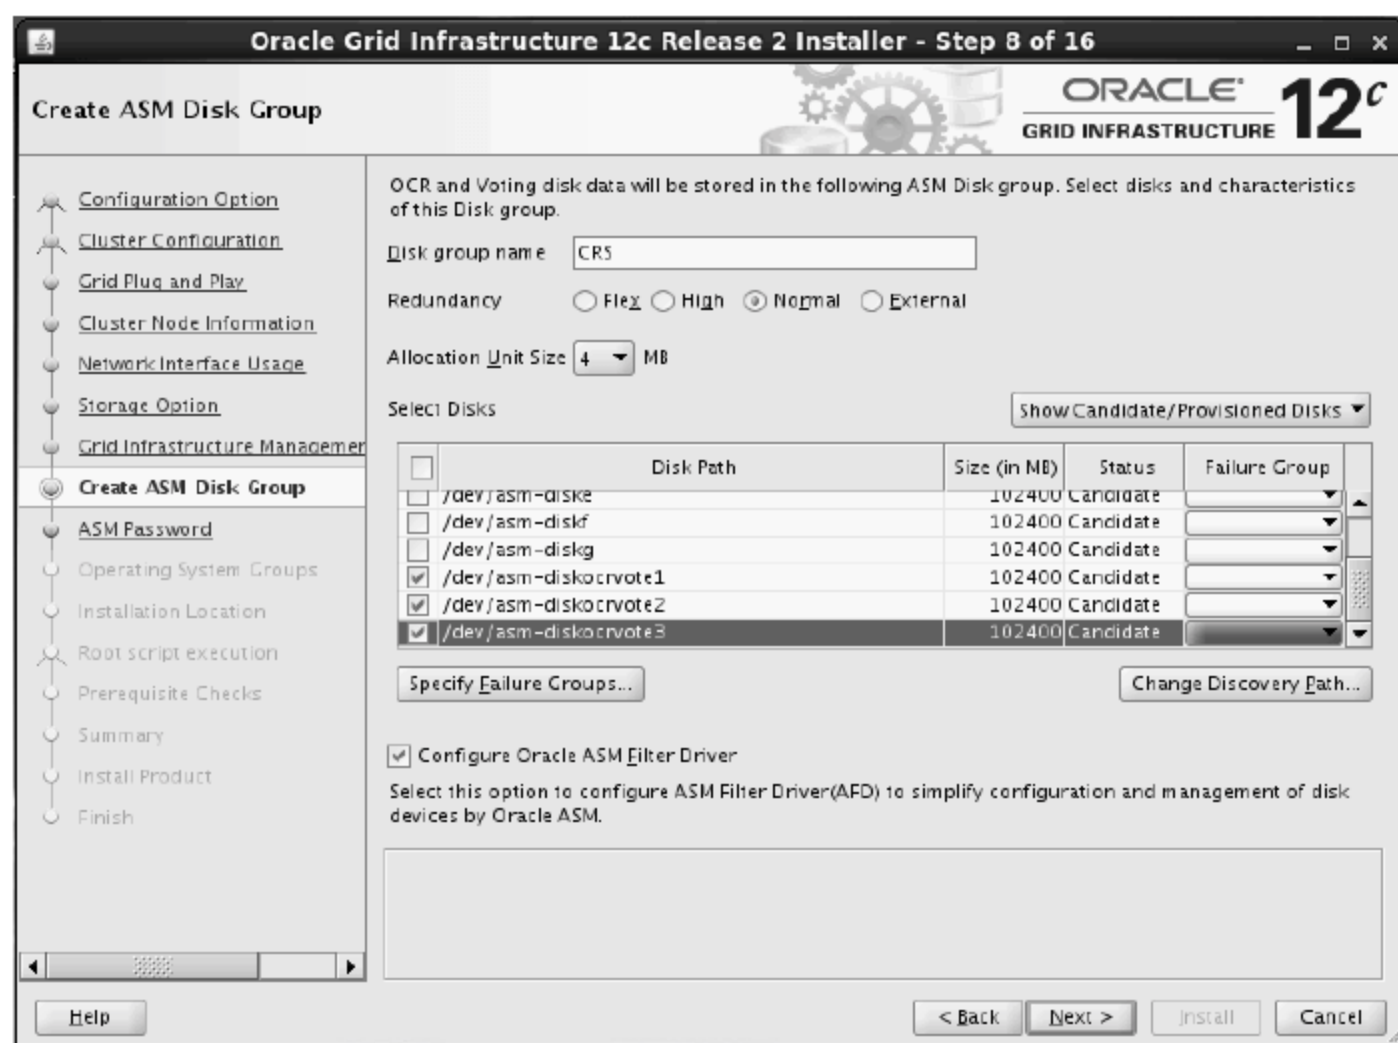 Oracle Grid Infrastructure 12c Release 2 Installer - Step 8 of 16
Create ASM Disk Group
ORACLE
GRID INFRASTRUCTURE
12c
Configuration Option
Cluster Configuration
Grid Plug and Play
Cluster Node Information
Network Interface Usage
Storage Option
Grid Infrastructure Managemer
Create ASM Disk Group
ASM Password
Operating System Groups
Installation Location
Root script execution
Prerequisite Checks
Summary
Install Product
Finish
OCR and Voting disk data will be stored in the following ASM Disk group. Select disks and characteristics
of this Disk group.
Disk group name CRS
Redundancy Flex High Normal External
Allocation Unit Size 4 MB
Select Disks Show Candidate/Provisioned Disks
Disk Path Size (in MB) Status Failure Group
/dev/asm-diske 102400 Candidate
/dev/asm-diskf 102400 Candidate
/dev/asm-diskg 102400 Candidate
/dev/asm-diskocrvote1 102400 Candidate
/dev/asm-diskocrvote2 102400 Candidate
/dev/asm-diskocrvote3 102400 Candidate
Specify Failure Groups... Change Discovery Path...
Configure Oracle ASM Filter Driver
Select this option to configure ASM Filter Driver(AFD) to simplify configuration and management of disk
devices by Oracle ASM.
Help < Back Next > Install Cancel